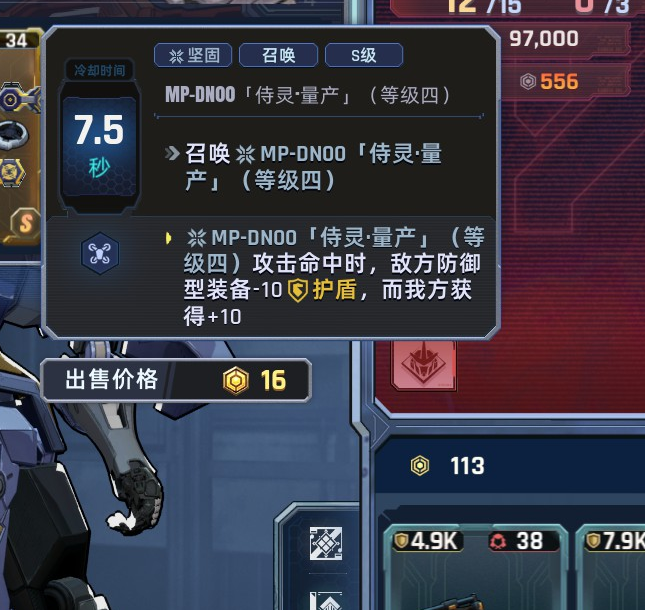 12 /15
0 /3
34
97,000
556
坚固
召唤
S级
冷却时间
7.5
秒
MP-DN00「侍灵·量产」（等级四）
召唤 MP-DN00「侍灵·量
产」（等级四）
MP-DN00「侍灵·量产」（等
级四）攻击命中时，敌方防御
型装备-10 护盾，而我方获
得+10
S
出售价格
16
113
4.9K
38
7.9K